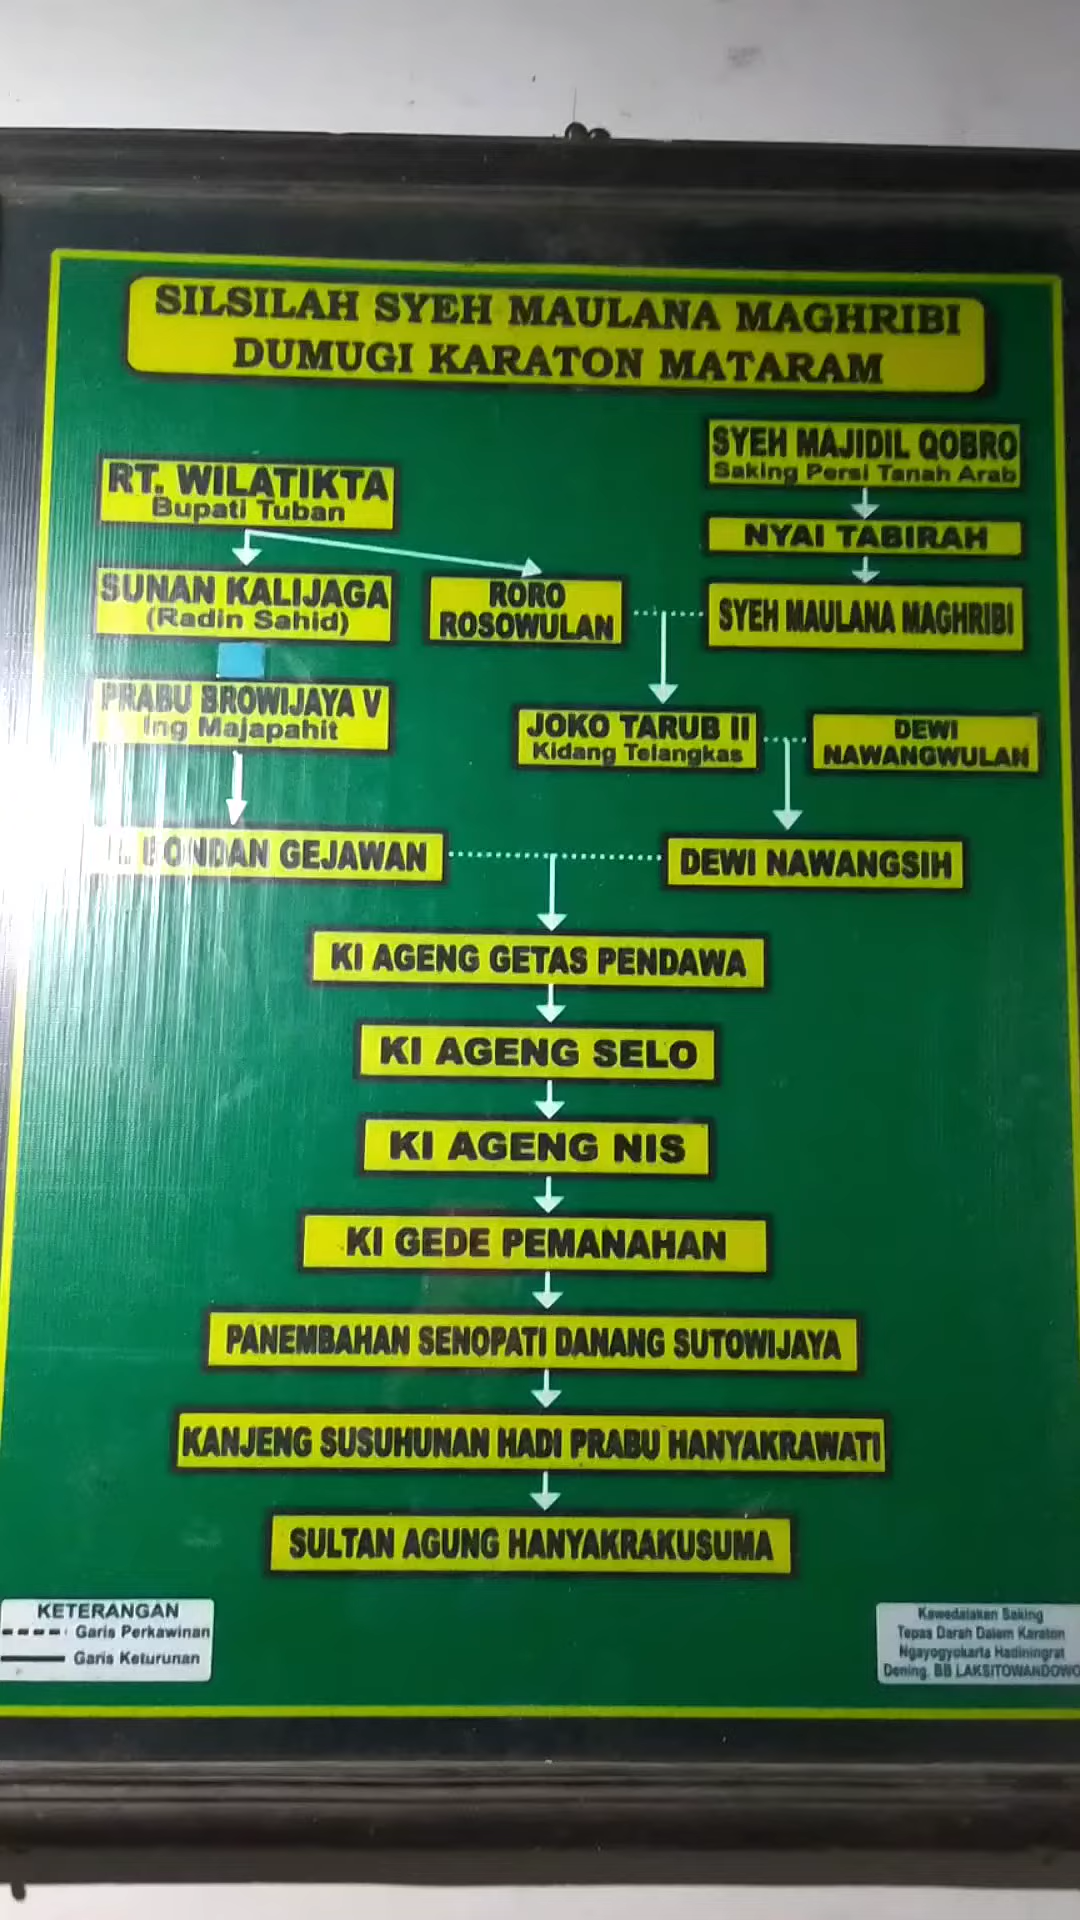 SILSILAH SYEH MAULANA MAGHRIBI
DUMUGI KARATON MATARAM
SYEH MAJIDIL QOBRO
Saking Persi Tanah Arab
RT. WILATIKTA
Bupati Tuban
NYAI TABIRAH
SUNAN KALIJAGA
(Radin Sahid)
RORO
ROSOWULAN
SYEH MAULANA MAGHRIBI
PRABU BROWIJAYA V
Ing Majapahit
JOKO TARUB II
Kidang Telangkas
DEWI
NAWANGWULAN
BONDAN GEJAWAN
DEWI NAWANGSIH
KI AGENG GETAS PENDAWA
KI AGENG SELO
KI AGENG NIS
KI GEDE PEMANAHAN
PANEMBAHAN SENOPATI DANANG SUTOWIJAYA
KANJENG SUSUHUNAN HADI PRABU HANYAKRAWATI
SULTAN AGUNG HANYAKRAKUSUMA
KETERANGAN
Garis Perkawinan
Garis Keturunan
Kawedalaken Saking
Tepas Darah Dalem Karaton
Ngayogyokarta Hadiningrat
Dening. BB LAKSITOWANDOWO